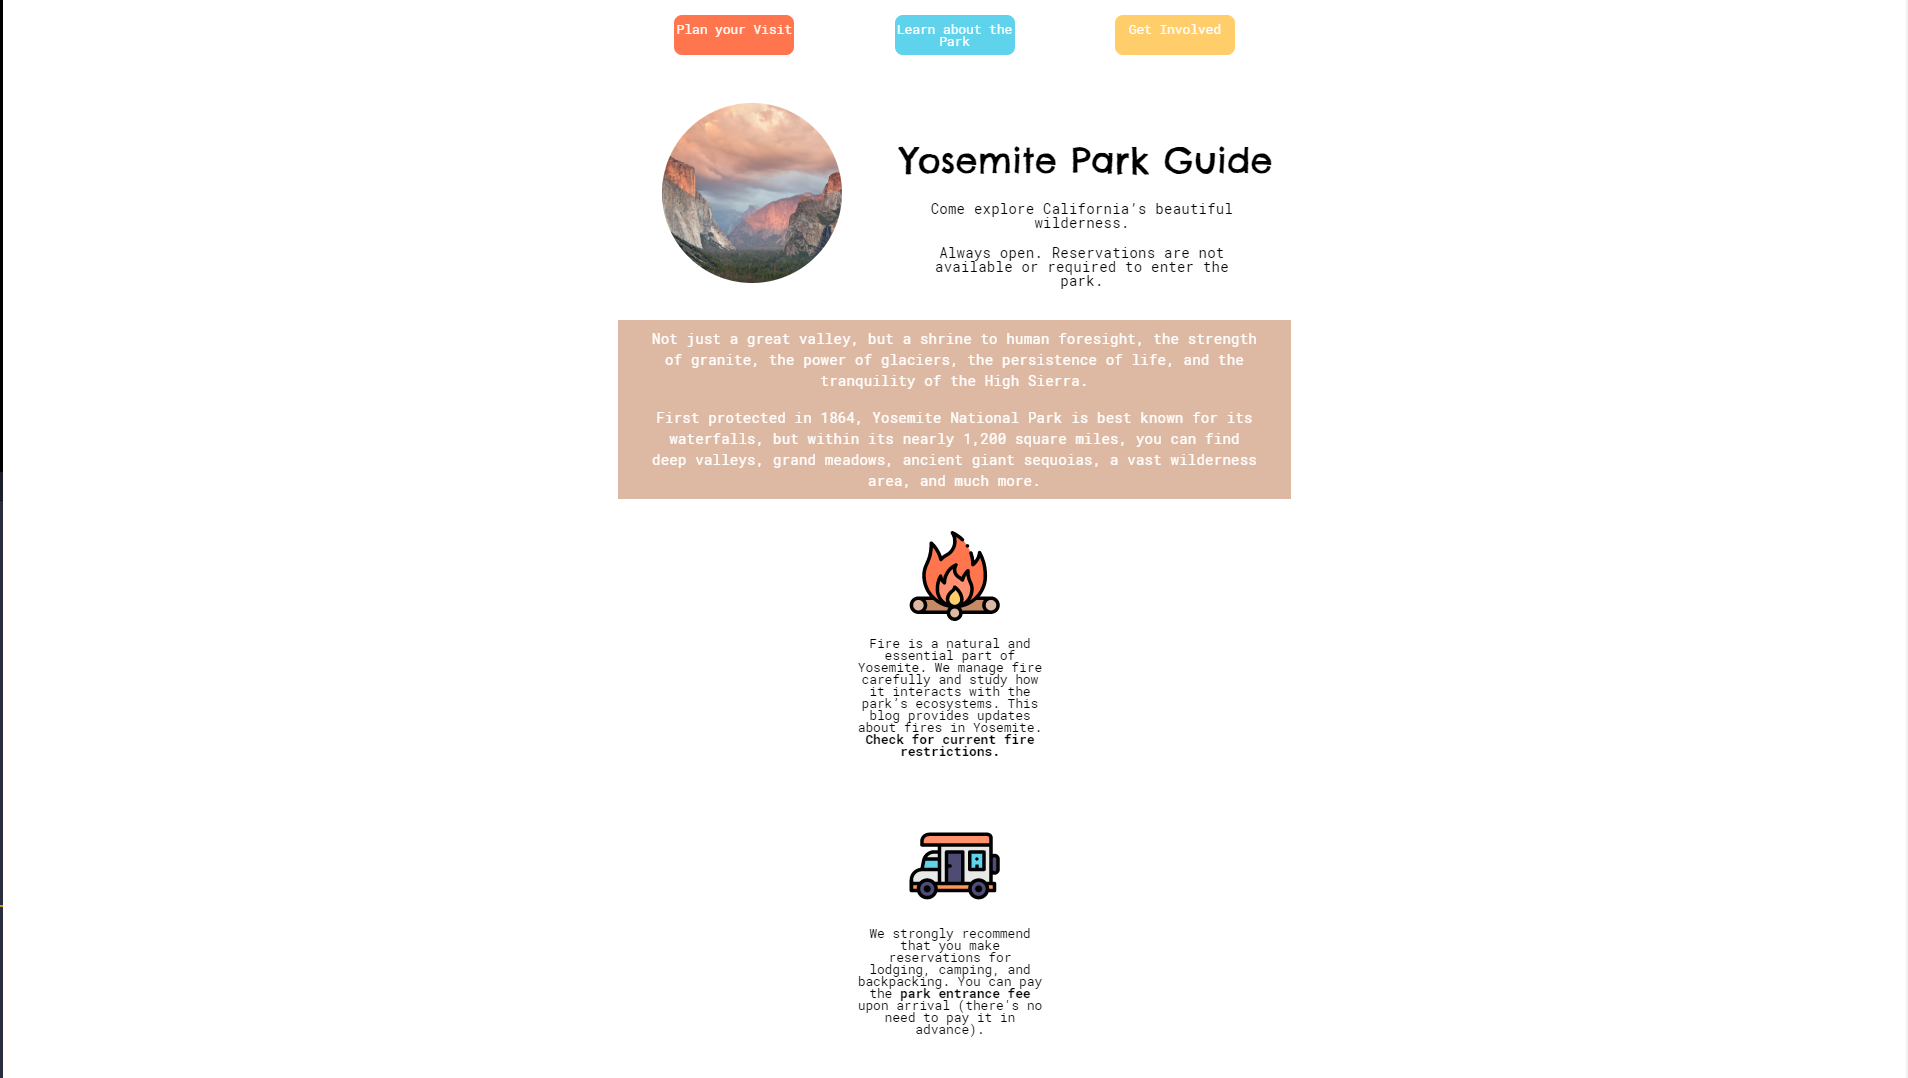 Plan your Visit
Learn about the
Park
Get Involved
Yosemite Park Guide
Come explore California’s beautiful
wilderness.
Always open. Reservations are not
available or required to enter the
park.
Not just a great valley, but a shrine to human foresight, the strength
of granite, the power of glaciers, the persistence of life, and the
tranquility of the High Sierra.
First protected in 1864, Yosemite National Park is best known for its
waterfalls, but within its nearly 1,200 square miles, you can find
deep valleys, grand meadows, ancient giant sequoias, a vast wilderness
area, and much more.
Fire is a natural and
essential part of
Yosemite. We manage fire
carefully and study how
it interacts with the
park’s ecosystems. This
blog provides updates
about fires in Yosemite.
Check for current fire
restrictions.
We strongly recommend
that you make
reservations for
lodging, camping, and
backpacking. You can pay
the park entrance fee
upon arrival (there’s no
need to pay it in
advance).